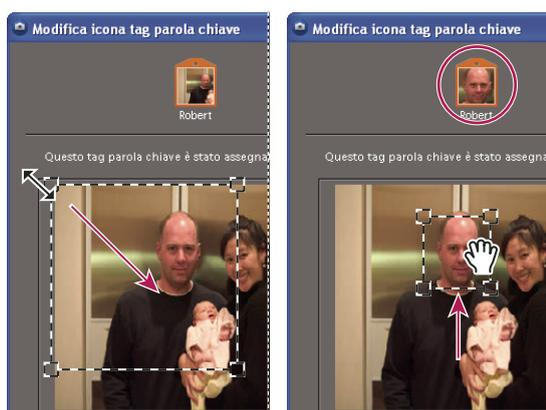 Modifica icona tag parola chiave
Robert
Questo tag parola chiave è stato assegna
Modifica icona tag parola chiave
Robert
Questo tag parola chiave è stato assegna